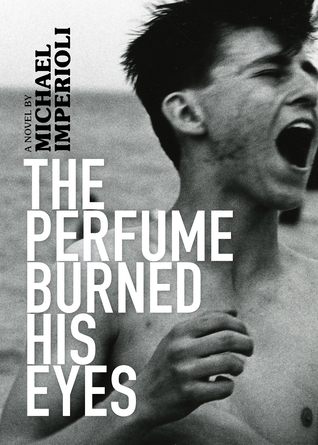 A NOVEL BY
MICHAEL
IMPERIOLI
THE
PERFUME
BURNED
HIS
EYES